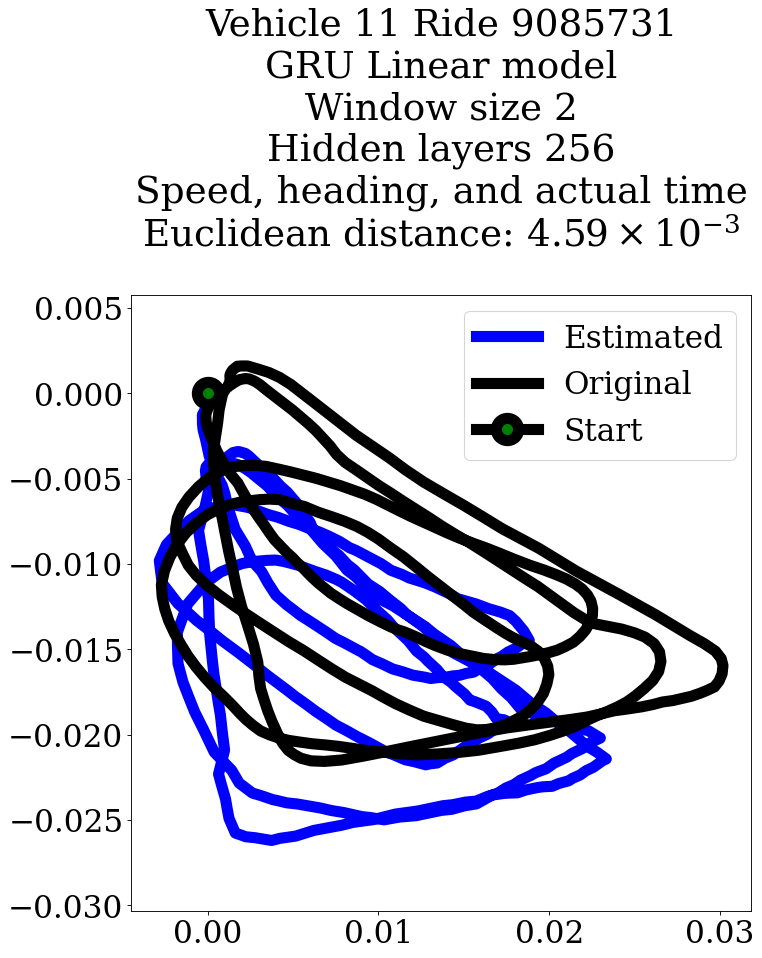 Vehicle 11 Ride 9085731
GRU Linear model
Window size 2
Hidden layers 256
Speed, heading, and actual time
Euclidean distance: 4.59 × 10⁻³
Estimated
Original
Start
0.005
0.000
−0.005
−0.010
−0.015
−0.020
−0.025
−0.030
0.00 0.01 0.02 0.03